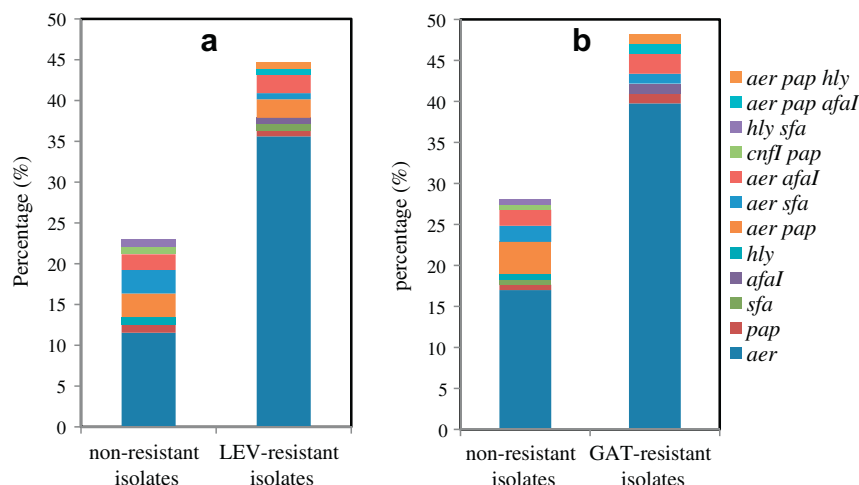 a
Percentage (%)
50
45
40
35
30
25
20
15
10
5
0
non-resistant
isolates
LEV-resistant
isolates
b
percentage (%)
50
45
40
35
30
25
20
15
10
5
0
non-resistant
isolates
GAT-resistant
isolates
aer pap hly
aer pap afaI
hly sfa
cnfI pap
aer afaI
aer sfa
aer pap
hly
afaI
sfa
pap
aer